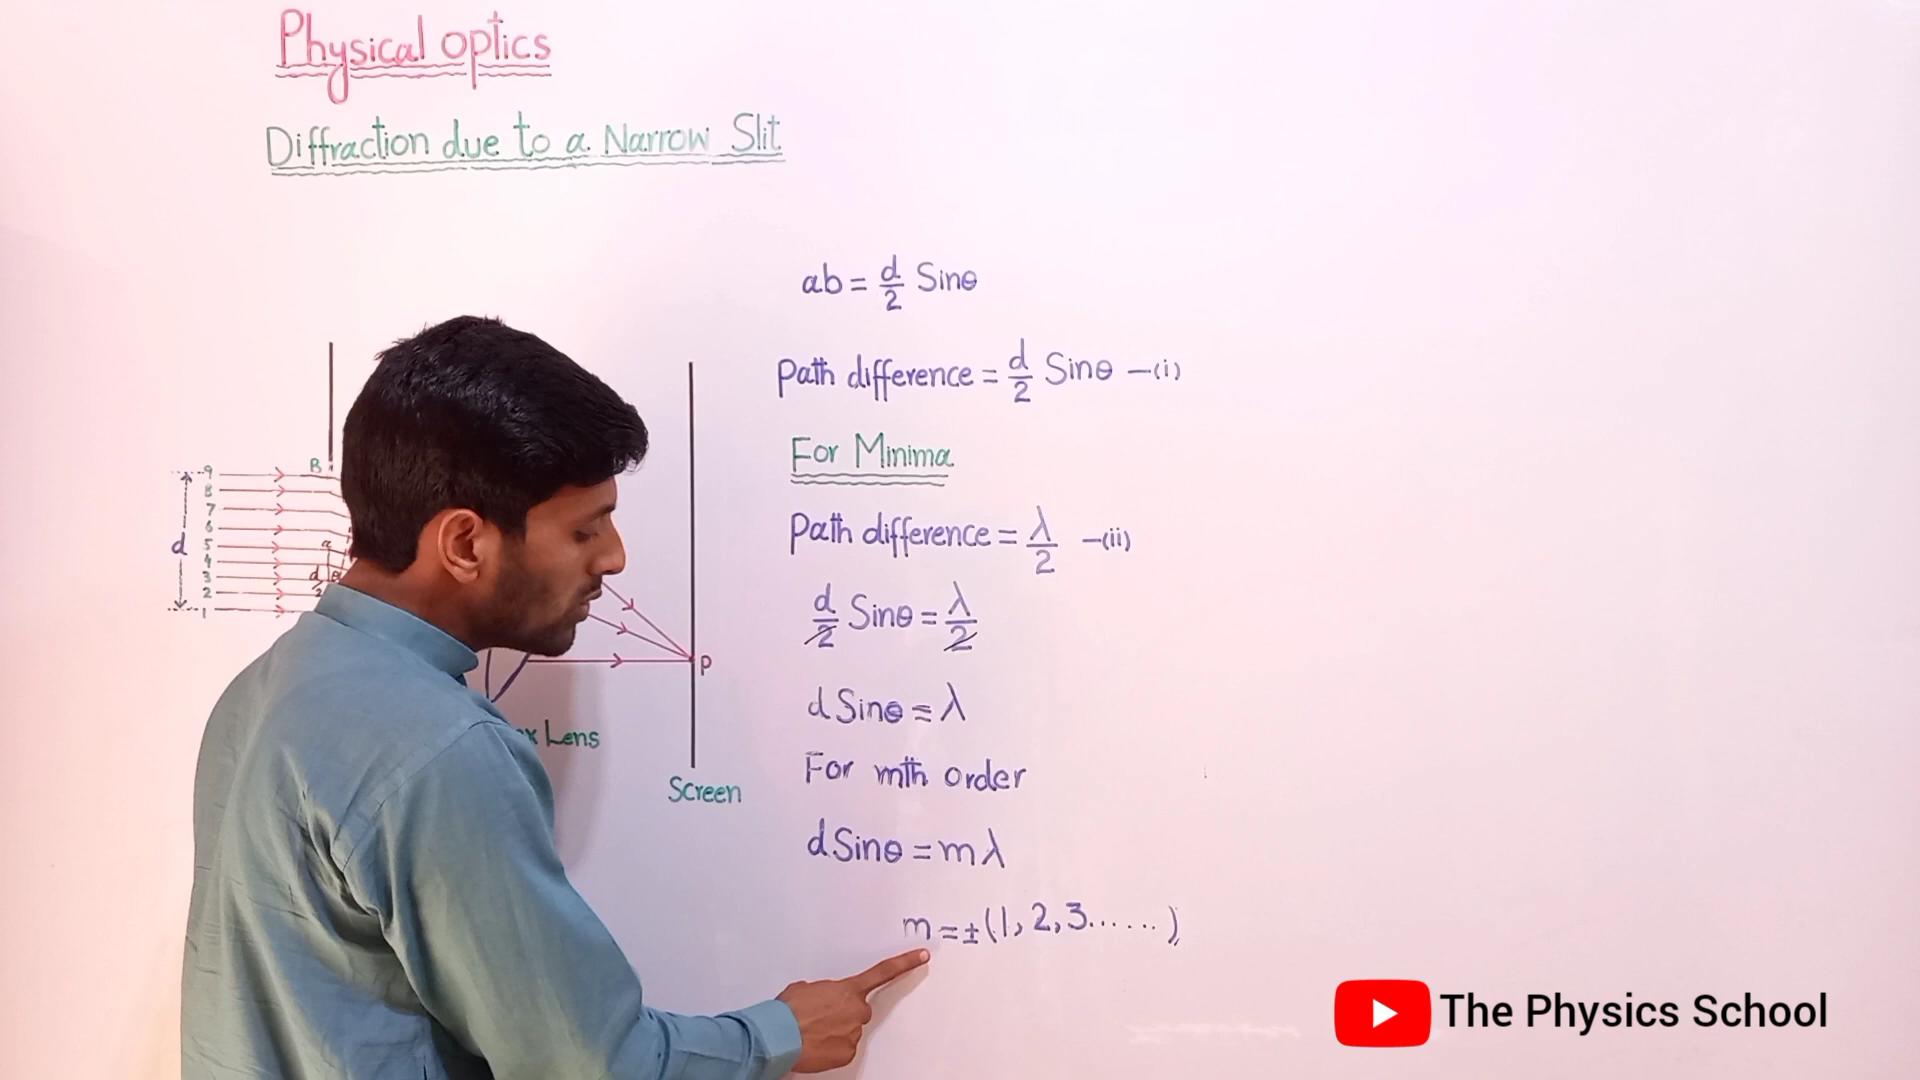 Physical optics
Diffraction due to a Narrow Slit
ab = d/2 Sinθ
Path difference = d/2 Sinθ —(i)
For Minima
Path difference = λ/2 —(ii)
d/2 Sinθ = λ/2
d Sinθ = λ
For mth order
d Sinθ = mλ
m = ± (1, 2, 3......)
B
9
8
7
6
5
4
3
2
1
d
a
d/2
θ
P
Lens
Screen
The Physics School